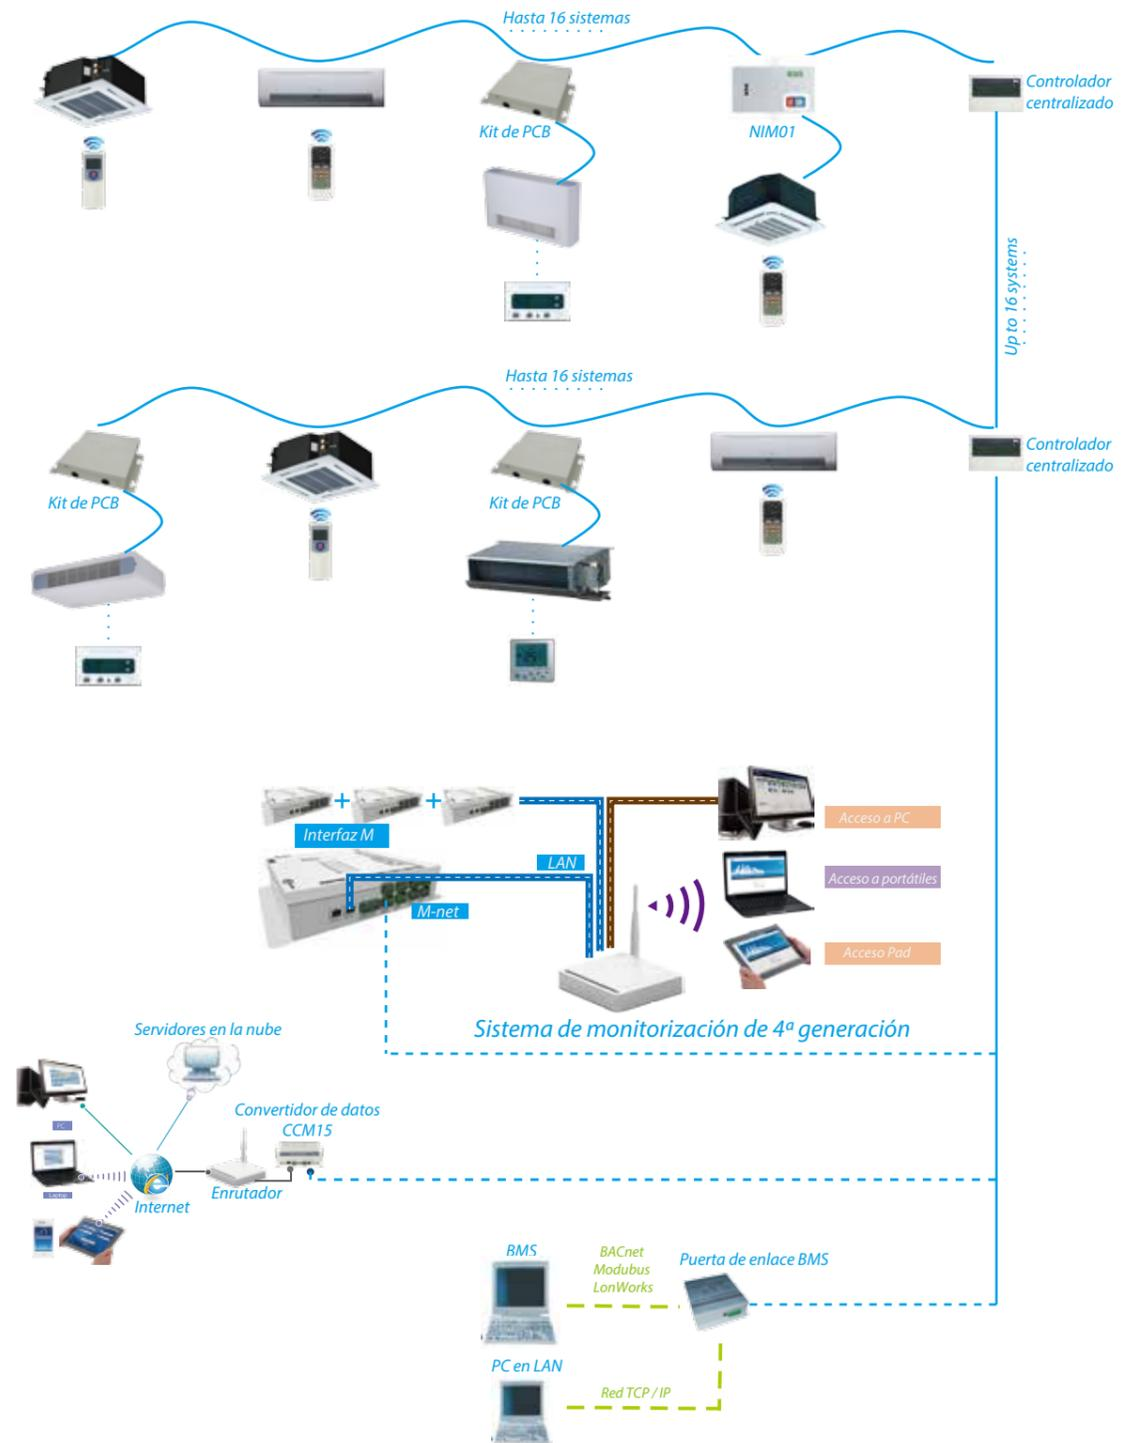 Hasta 16 sistemas
Controlador
centralizado
Kit de PCB
NIM01
Up to 16 systems
Hasta 16 sistemas
Controlador
centralizado
Kit de PCB
Kit de PCB
Interfaz M
LAN
M-net
Acceso a PC
Acceso a portátiles
Acceso Pad
Sistema de monitorización de 4ª generación
Servidores en la nube
Convertidor de datos
CCM15
PC
Laptop
Enrutador
Internet
BMS
BACnet
Modubus
LonWorks
Puerta de enlace BMS
PC en LAN
Red TCP / IP